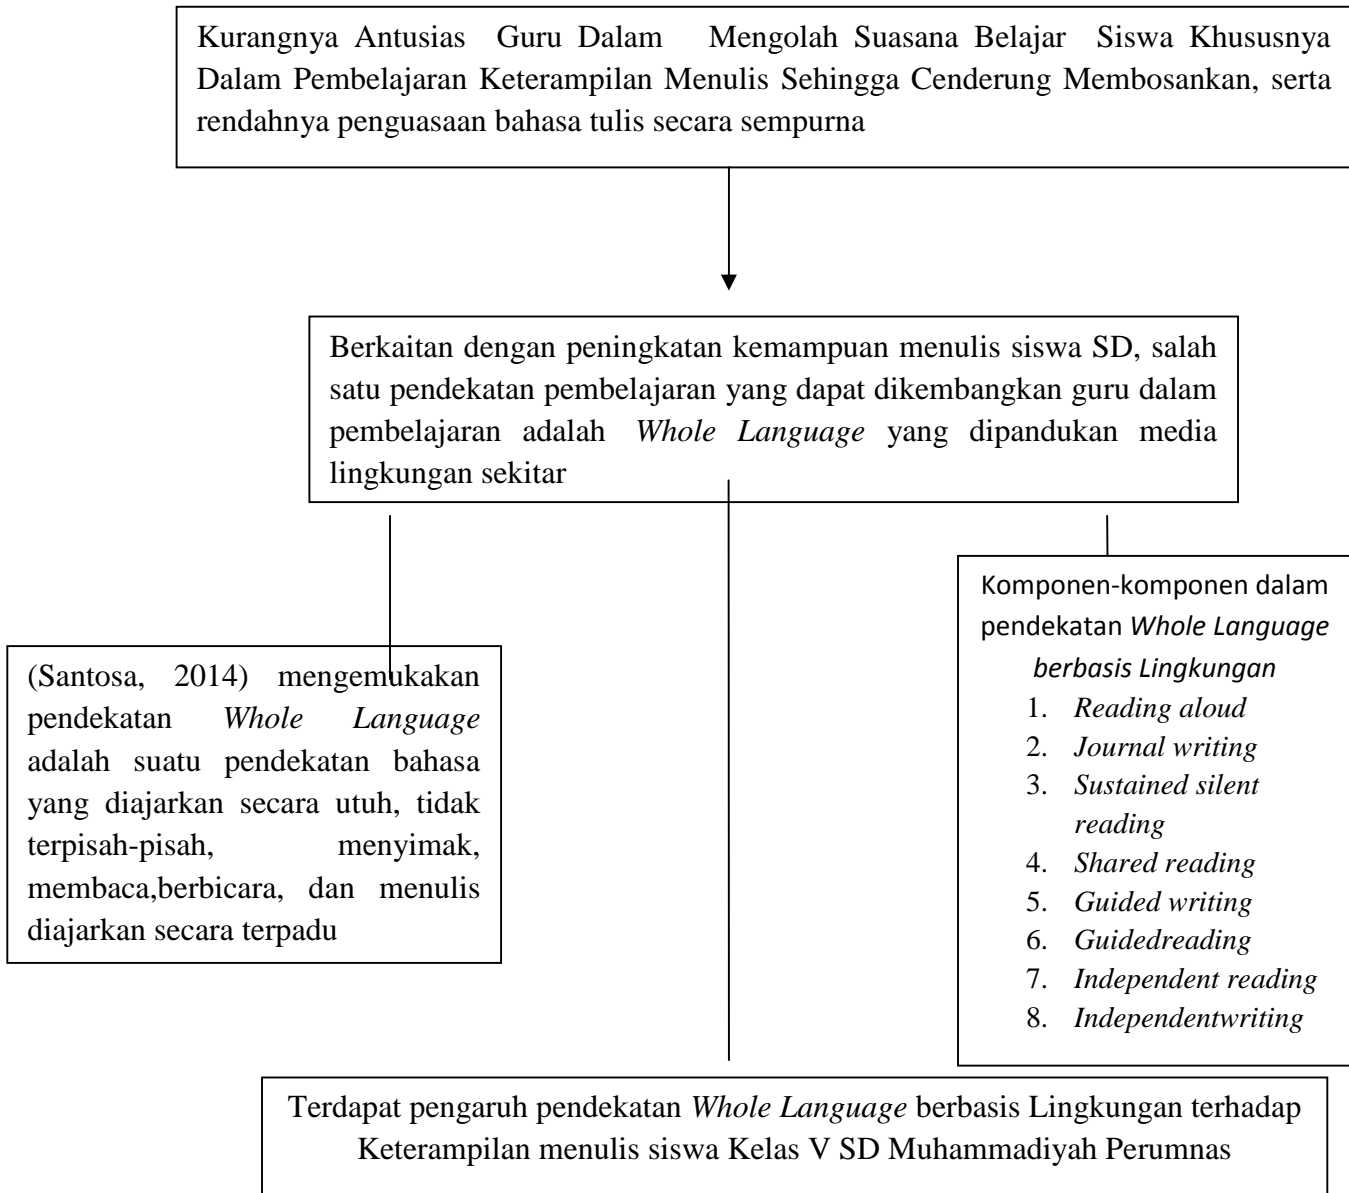 Kurangnya Antusias Guru Dalam Mengolah Suasana Belajar Siswa Khususnya
Dalam Pembelajaran Keterampilan Menulis Sehingga Cenderung Membosankan, serta
rendahnya penguasaan bahasa tulis secara sempurna
Berkaitan dengan peningkatan kemampuan menulis siswa SD, salah
satu pendekatan pembelajaran yang dapat dikembangkan guru dalam
pembelajaran adalah Whole Language yang dipandukan media
lingkungan sekitar
(Santosa, 2014) mengemukakan
pendekatan Whole Language
adalah suatu pendekatan bahasa
yang diajarkan secara utuh, tidak
terpisah-pisah, menyimak,
membaca,berbicara, dan menulis
diajarkan secara terpadu
Komponen-komponen dalam
pendekatan Whole Language
berbasis Lingkungan
1. Reading aloud
2. Journal writing
3. Sustained silent
reading
4. Shared reading
5. Guided writing
6. Guidedreading
7. Independent reading
8. Independentwriting
Terdapat pengaruh pendekatan Whole Language berbasis Lingkungan terhadap
Keterampilan menulis siswa Kelas V SD Muhammadiyah Perumnas